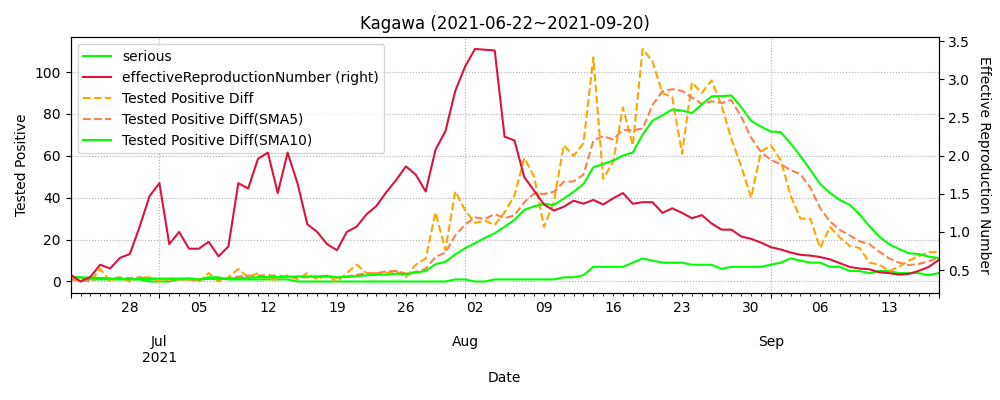 Kagawa (2021-06-22~2021-09-20)
serious
effectiveReproductionNumber (right)
Tested Positive Diff
Tested Positive Diff(SMA5)
Tested Positive Diff(SMA10)
Tested Positive
100
80
60
40
20
0
3.5
3.0
2.5
2.0
1.5
1.0
0.5
Effective Reproduction Number
28 05 12 19 26 02 09 16 23 30 06 13
Jul Aug Sep
2021
Date